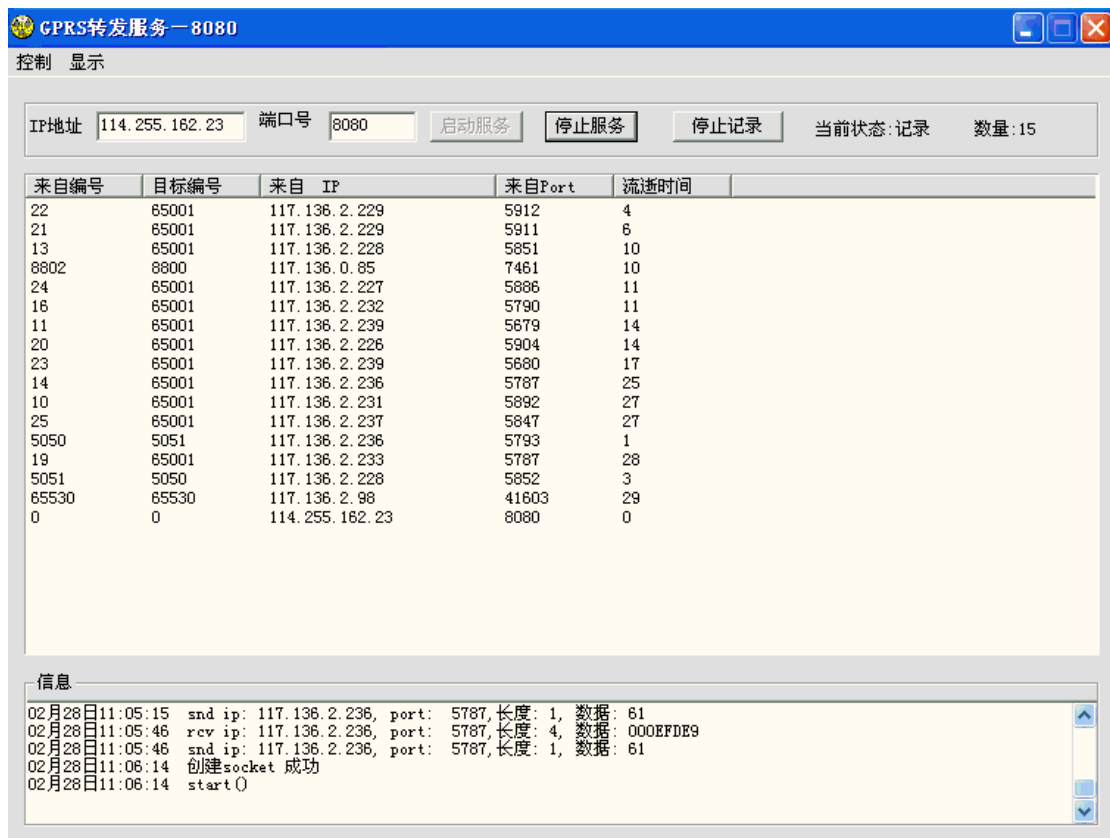 GPRS转发服务－8080
控制 显示
IP地址 114.255.162.23 端口号 8080 启动服务 停止服务 停止记录 当前状态:记录 数量:15
来自编号 目标编号 来自 IP 来自Port 流逝时间
22 65001 117.136.2.229 5912 4
21 65001 117.136.2.229 5911 6
13 65001 117.136.2.228 5851 10
8802 8800 117.136.0.85 7461 10
24 65001 117.136.2.227 5886 11
16 65001 117.136.2.232 5790 11
11 65001 117.136.2.239 5679 14
20 65001 117.136.2.226 5904 14
23 65001 117.136.2.239 5680 17
14 65001 117.136.2.236 5787 25
10 65001 117.136.2.231 5892 27
25 65001 117.136.2.237 5847 27
5050 5051 117.136.2.236 5793 1
19 65001 117.136.2.233 5787 28
5051 5050 117.136.2.228 5852 3
65530 65530 117.136.2.98 41603 29
0 0 114.255.162.23 8080 0
信息
02月28日11:05:15 snd ip: 117.136.2.236, port: 5787,长度: 1, 数据: 61
02月28日11:05:46 rcv ip: 117.136.2.236, port: 5787,长度: 4, 数据: 000EFDE9
02月28日11:05:46 snd ip: 117.136.2.236, port: 5787,长度: 1, 数据: 61
02月28日11:06:14 创建socket 成功
02月28日11:06:14 start()